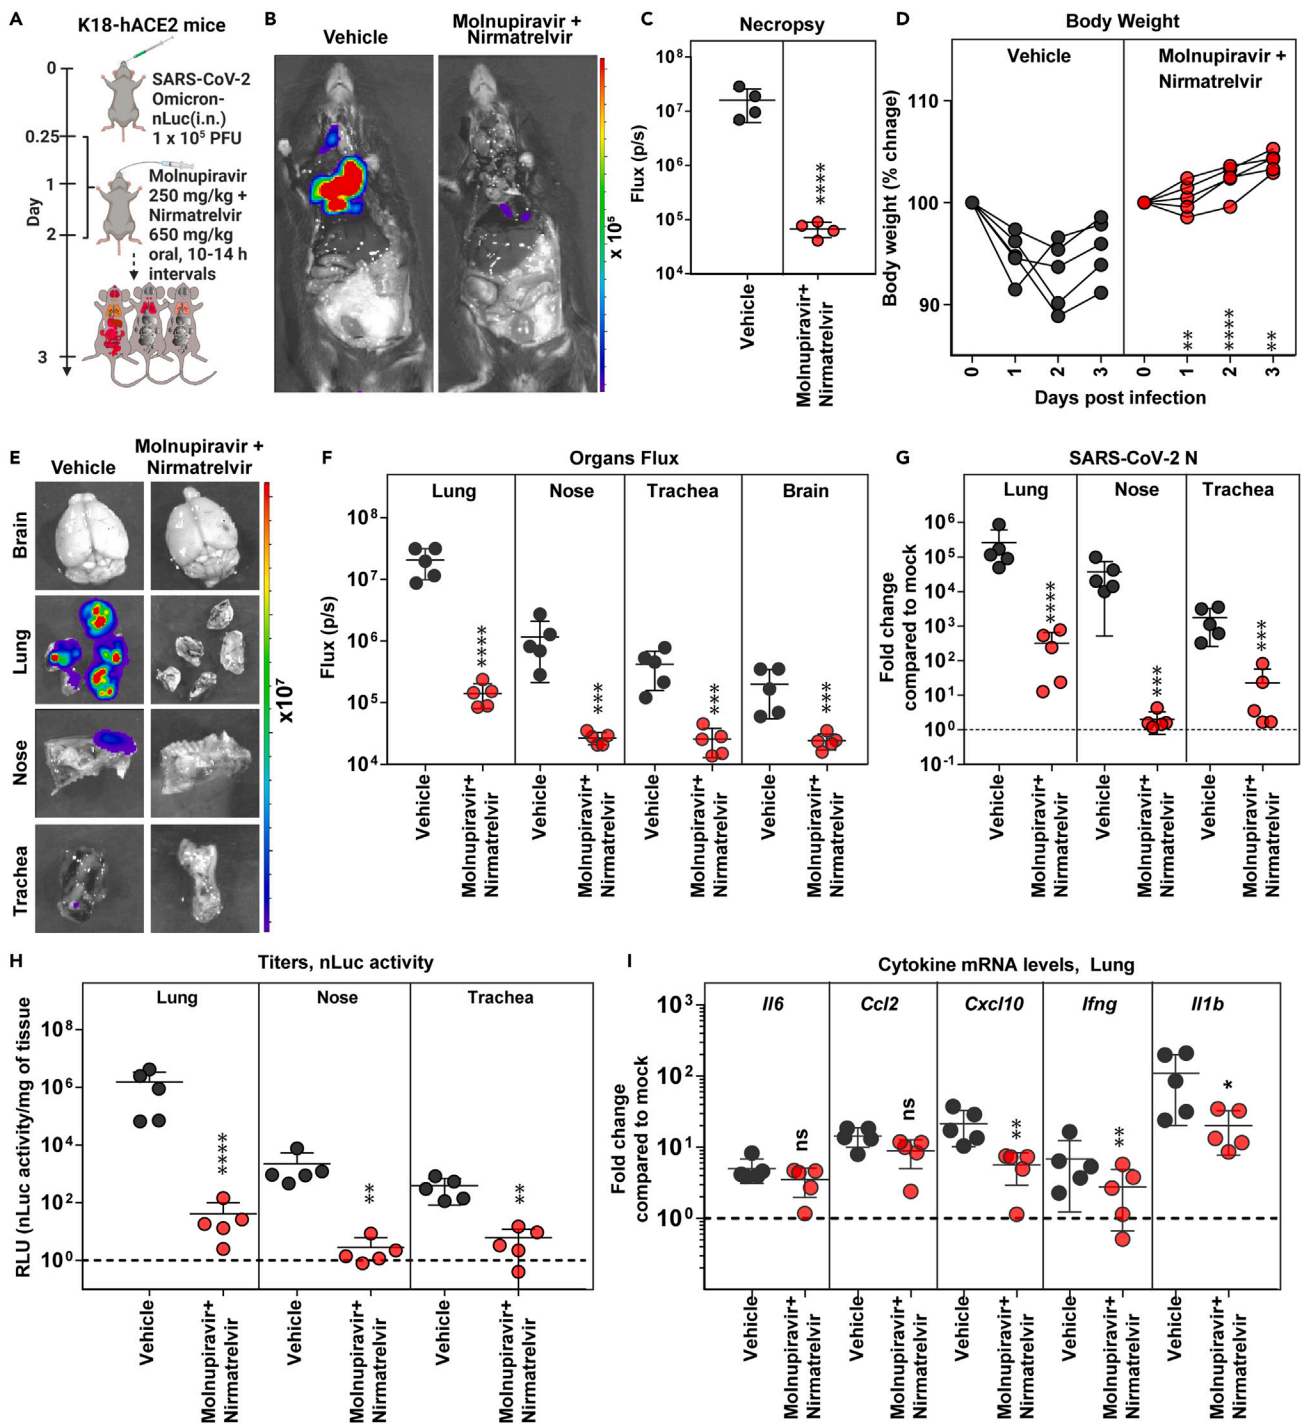 A
K18-hACE2 mice
0
SARS-CoV-2
Omicron-
nLuc(i.n.)
1 x 10⁵ PFU
0.25
Molnupiravir
250 mg/kg +
Nirmatrelvir
650 mg/kg
oral, 10-14 h
intervals
1
2
3
Day
B
Vehicle
Molnupiravir +
Nirmatrelvir
x 10⁵
C
Necropsy
Flux (p/s)
10⁸
10⁷
10⁶
10⁵
10⁴
****
Vehicle
Molnupiravir+
Nirmatrelvir
D
Body Weight
Vehicle
Molnupiravir +
Nirmatrelvir
Body weight (% chnage)
110
100
90
**
****
**
0 1 2 3 0 1 2 3
Days post infection
E
Vehicle
Molnupiravir +
Nirmatrelvir
Brain
Lung
Nose
Trachea
x10⁷
F
Organs Flux
Lung Nose Trachea Brain
Flux (p/s)
10⁸
10⁷
10⁶
10⁵
10⁴
****
***
***
***
Vehicle
Molnupiravir+
Nirmatrelvir
Vehicle
Molnupiravir+
Nirmatrelvir
Vehicle
Molnupiravir+
Nirmatrelvir
Vehicle
Molnupiravir+
Nirmatrelvir
G
SARS-CoV-2 N
Lung Nose Trachea
Fold change
compared to mock
10⁶
10⁵
10⁴
10³
10²
10¹
10⁰
10⁻¹
****
***
***
Vehicle
Molnupiravir+
Nirmatrelvir
Vehicle
Molnupiravir+
Nirmatrelvir
Vehicle
Molnupiravir+
Nirmatrelvir
H
Titers, nLuc activity
Lung Nose Trachea
RLU (nLuc activity/mg of tissue
10⁸
10⁶
10⁴
10²
10⁰
****
**
**
Vehicle
Molnupiravir+
Nirmatrelvir
Vehicle
Molnupiravir+
Nirmatrelvir
Vehicle
Molnupiravir+
Nirmatrelvir
I
Cytokine mRNA levels, Lung
Il6 Ccl2 Cxcl10 Ifng Il1b
Fold change
compared to mock
10³
10²
10¹
10⁰
ns
ns
**
**
*
Vehicle
Molnupiravir+
Nirmatrelvir
Vehicle
Molnupiravir+
Nirmatrelvir
Vehicle
Molnupiravir+
Nirmatrelvir
Vehicle
Molnupiravir+
Nirmatrelvir
Vehicle
Molnupiravir+
Nirmatrelvir